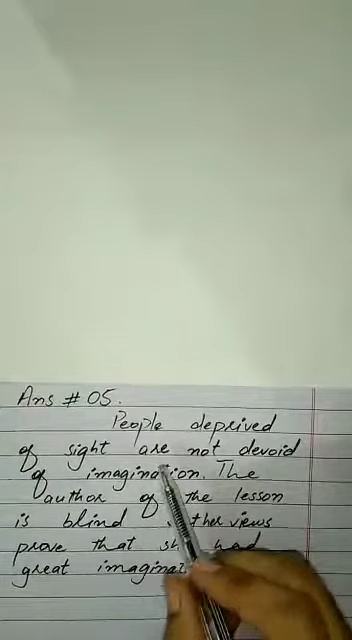 Ans # 05.
People deprived
of sight are not devoid
of imagination. The
author of the lesson
is blind views
prove that had
great